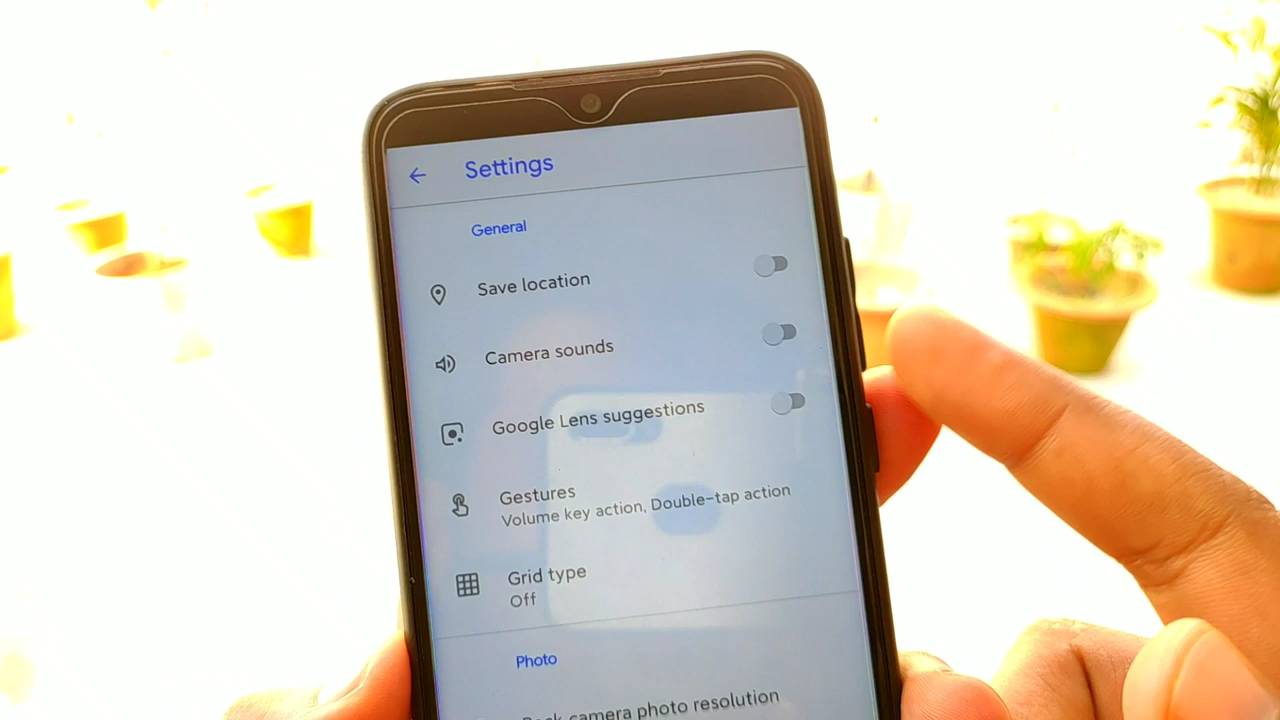 Settings
General
Save location
Camera sounds
Google Lens suggestions
Gestures
Volume key action, Double-tap action
Grid type
Off
Photo
camera photo resolution